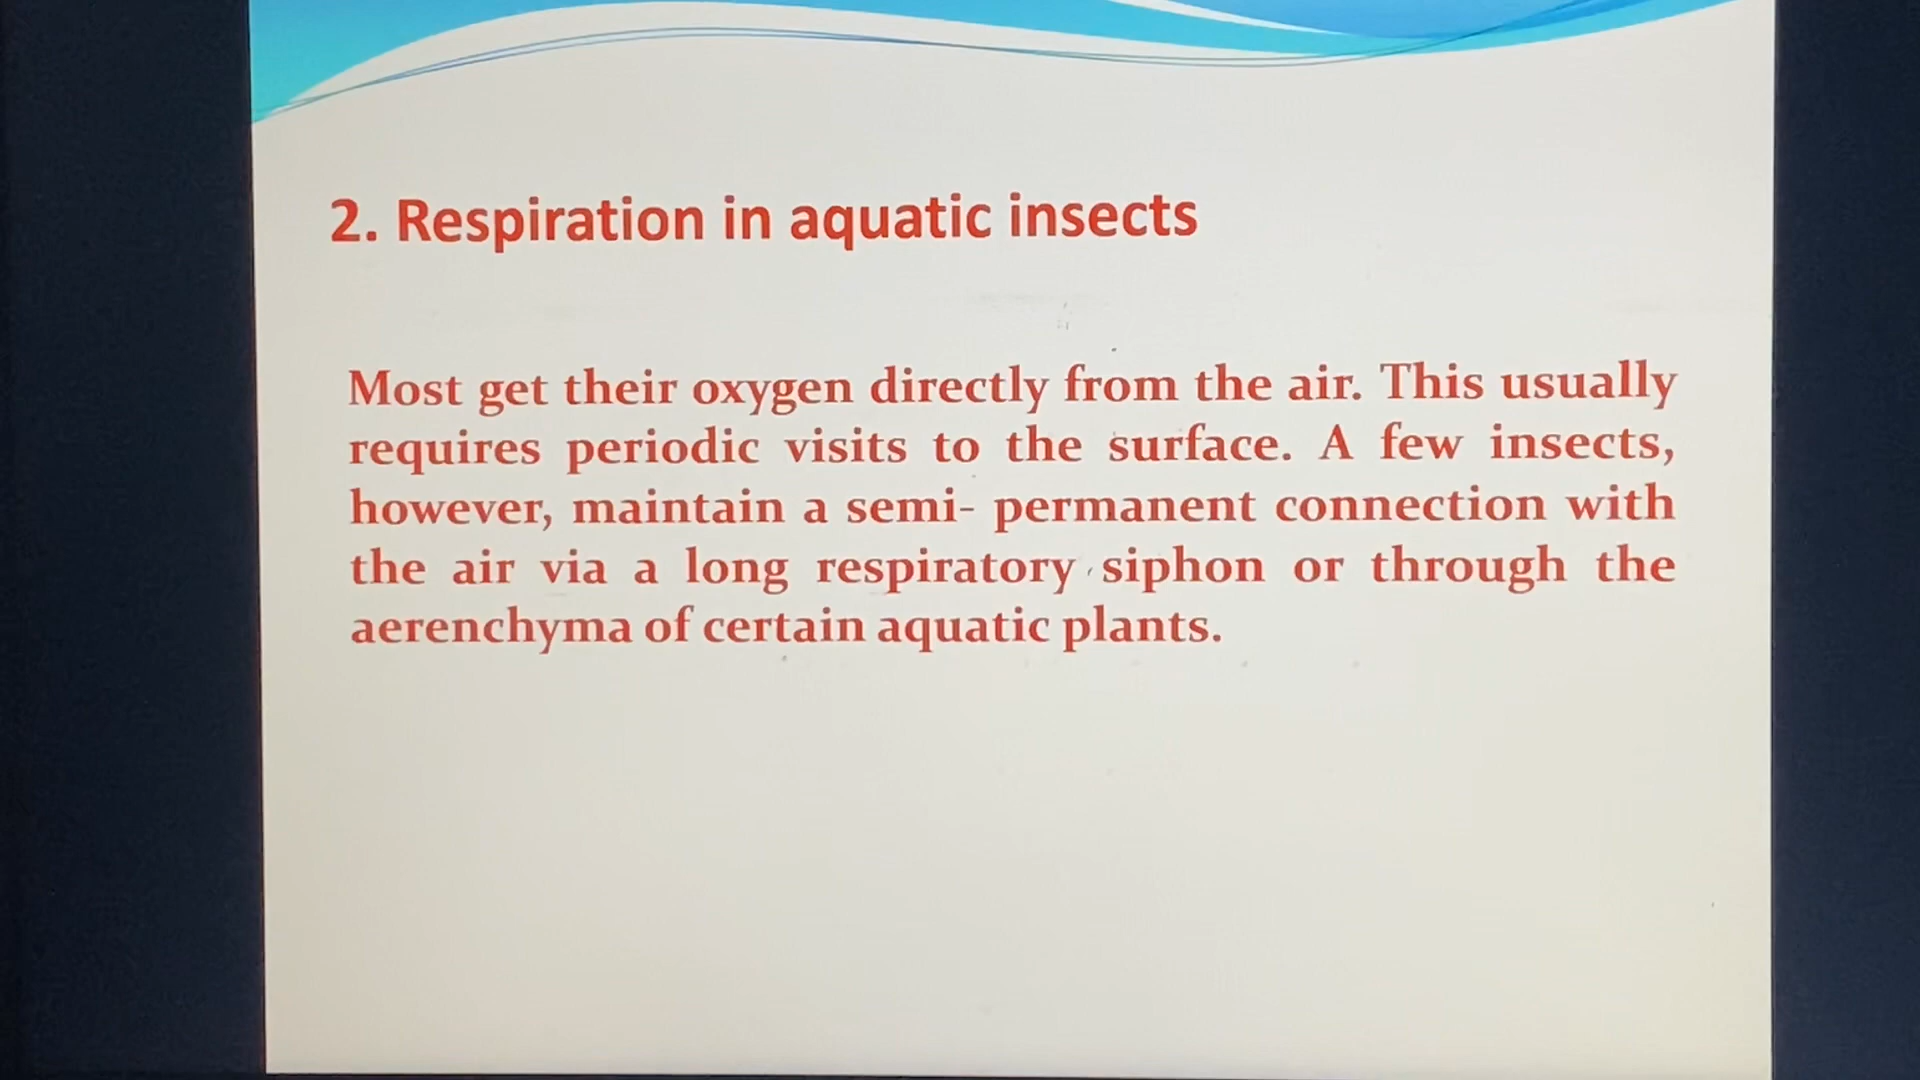 2. Respiration in aquatic insects
Most get their oxygen directly from the air. This usually
requires periodic visits to the surface. A few insects,
however, maintain a semi- permanent connection with
the air via a long respiratory siphon or through the
aerenchyma of certain aquatic plants.